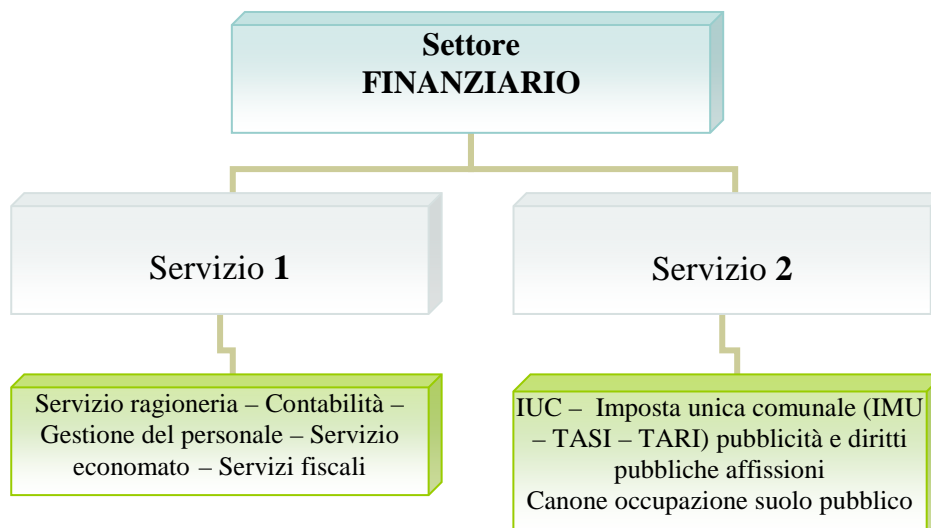 Settore
FINANZIARIO
Servizio 1
Servizio 2
Servizio ragioneria – Contabilità –
Gestione del personale – Servizio
economato – Servizi fiscali
IUC – Imposta unica comunale (IMU
– TASI – TARI) pubblicità e diritti
pubbliche affissioni
Canone occupazione suolo pubblico